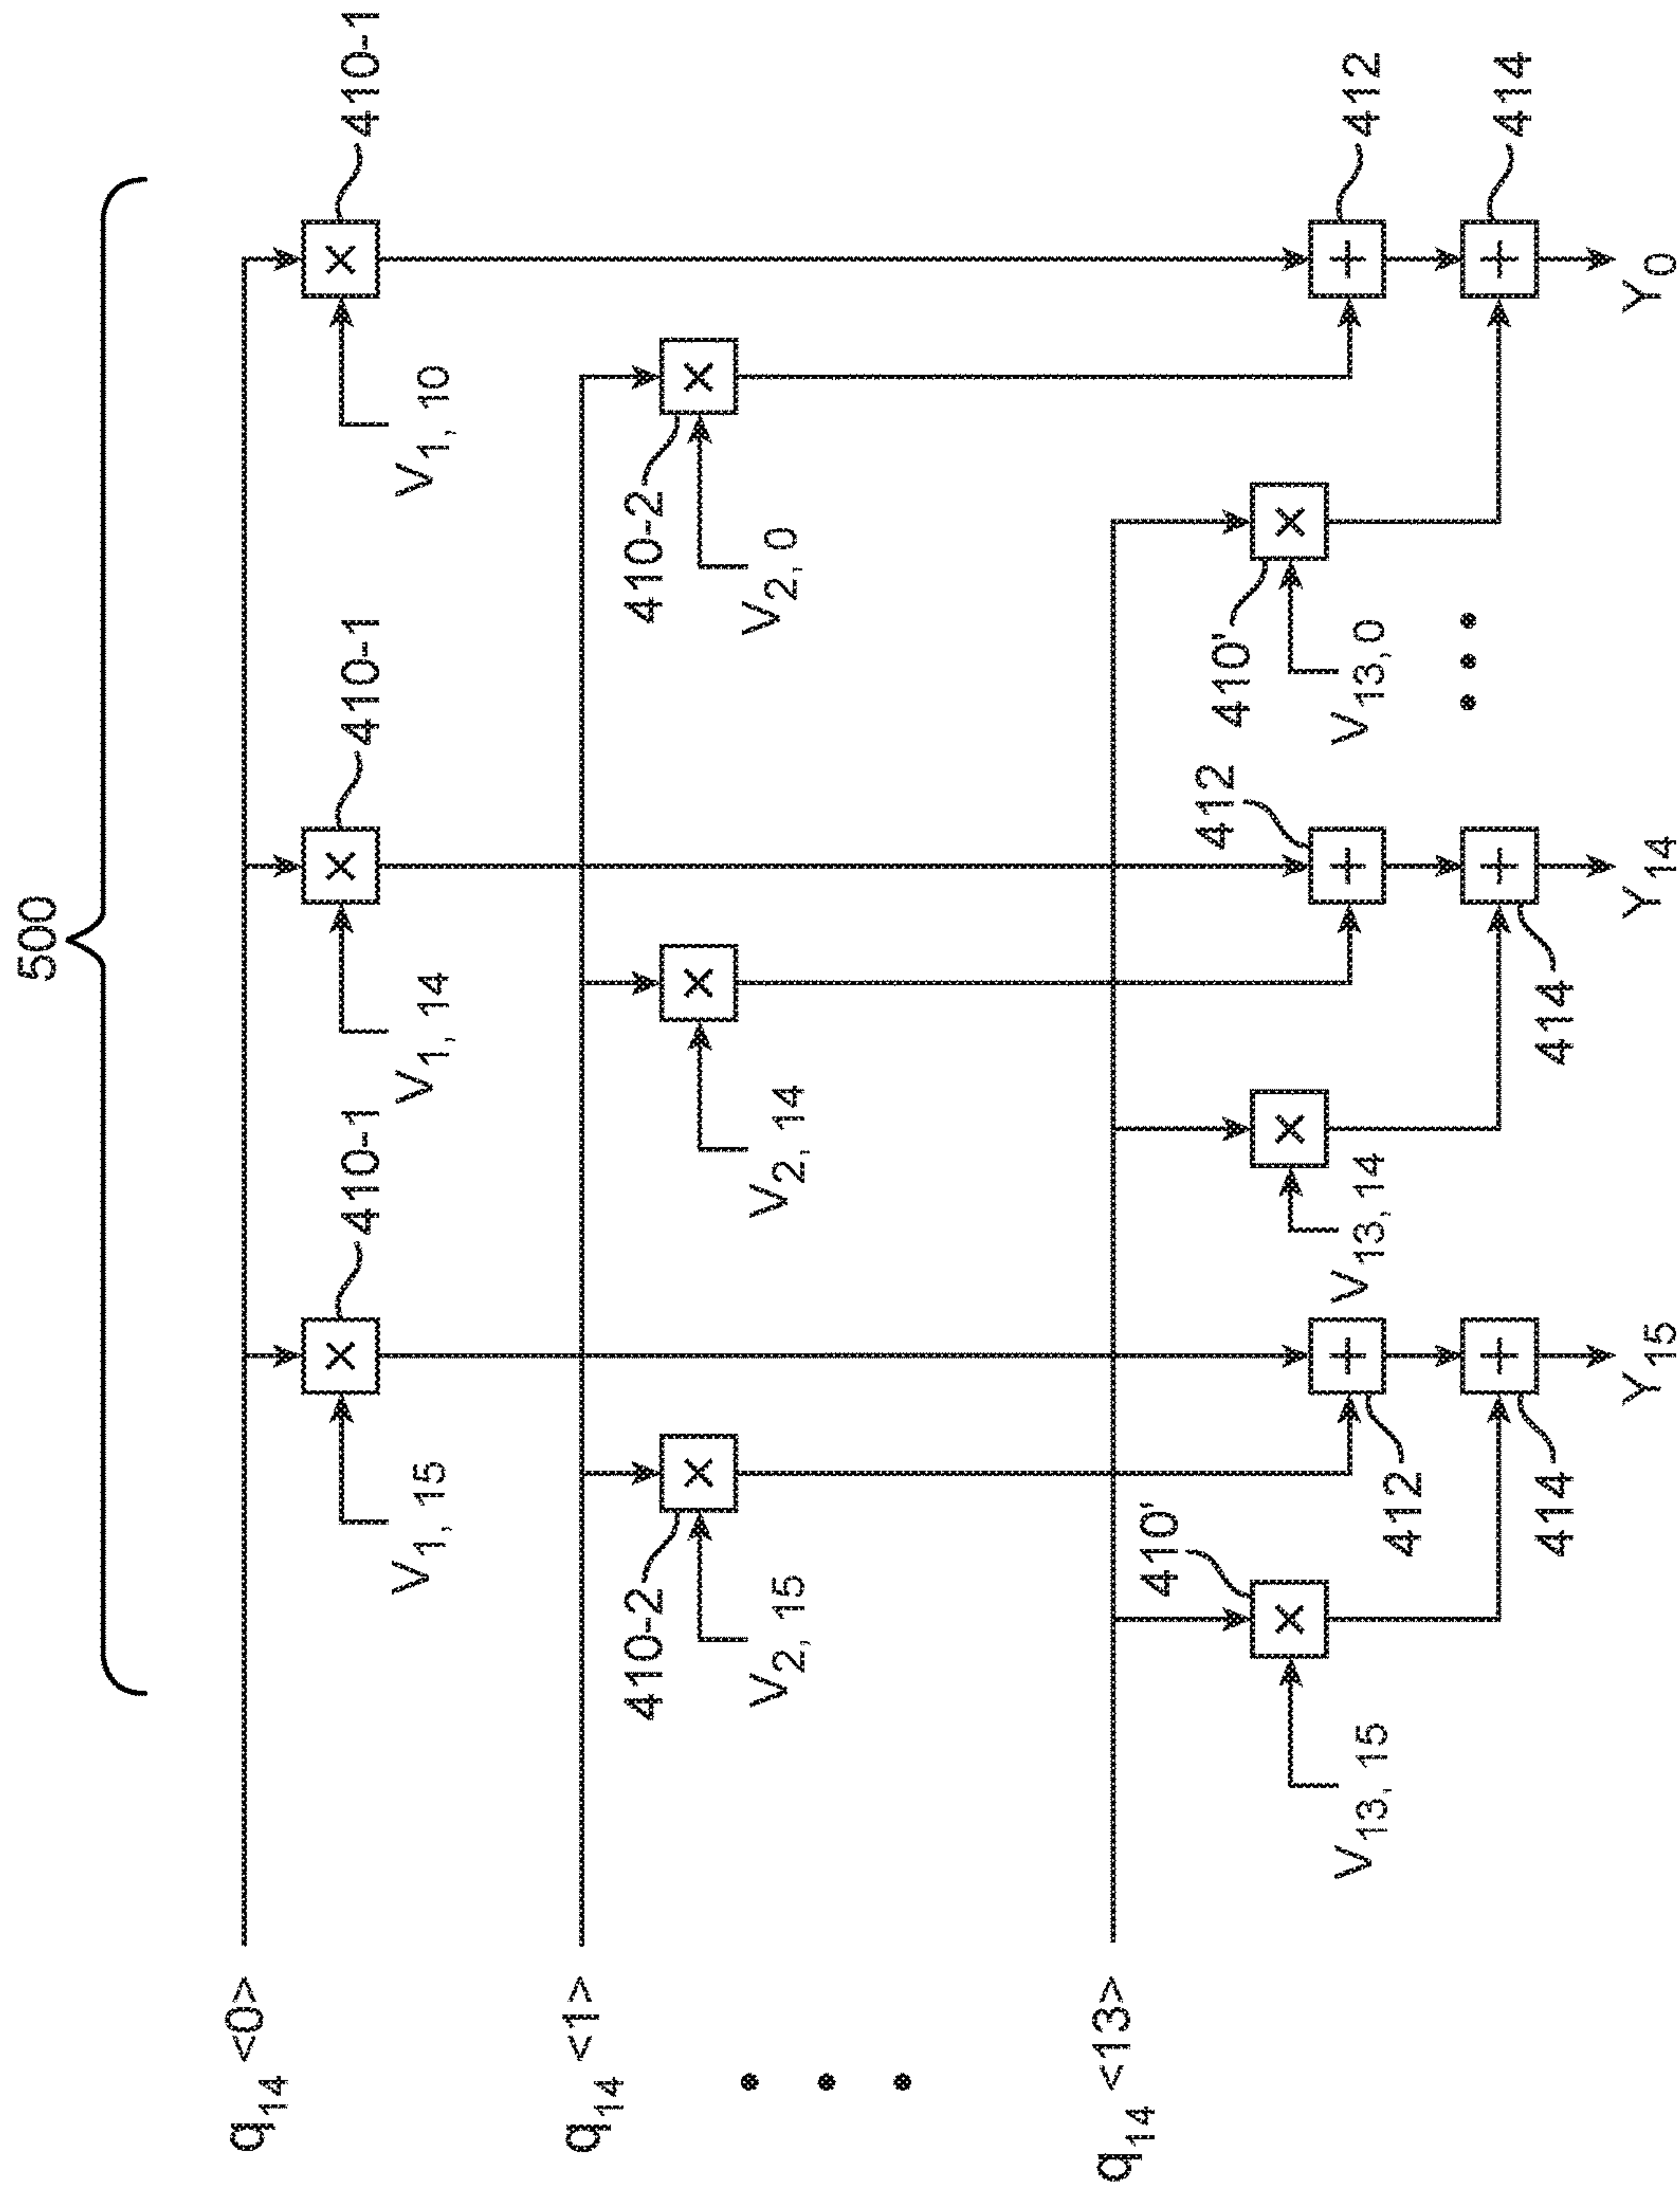 500
q14 <0>
410-1
410-1
410-1
V1, 15
V1, 14
V1, 10
q14 <1>
410-2
410-2
V2, 15
V2, 14
V2, 0
q14 <13>
410'
412
410'
V13, 15
V13, 14
V13,0
412
412
414
414
414
Y15
Y14
Y0